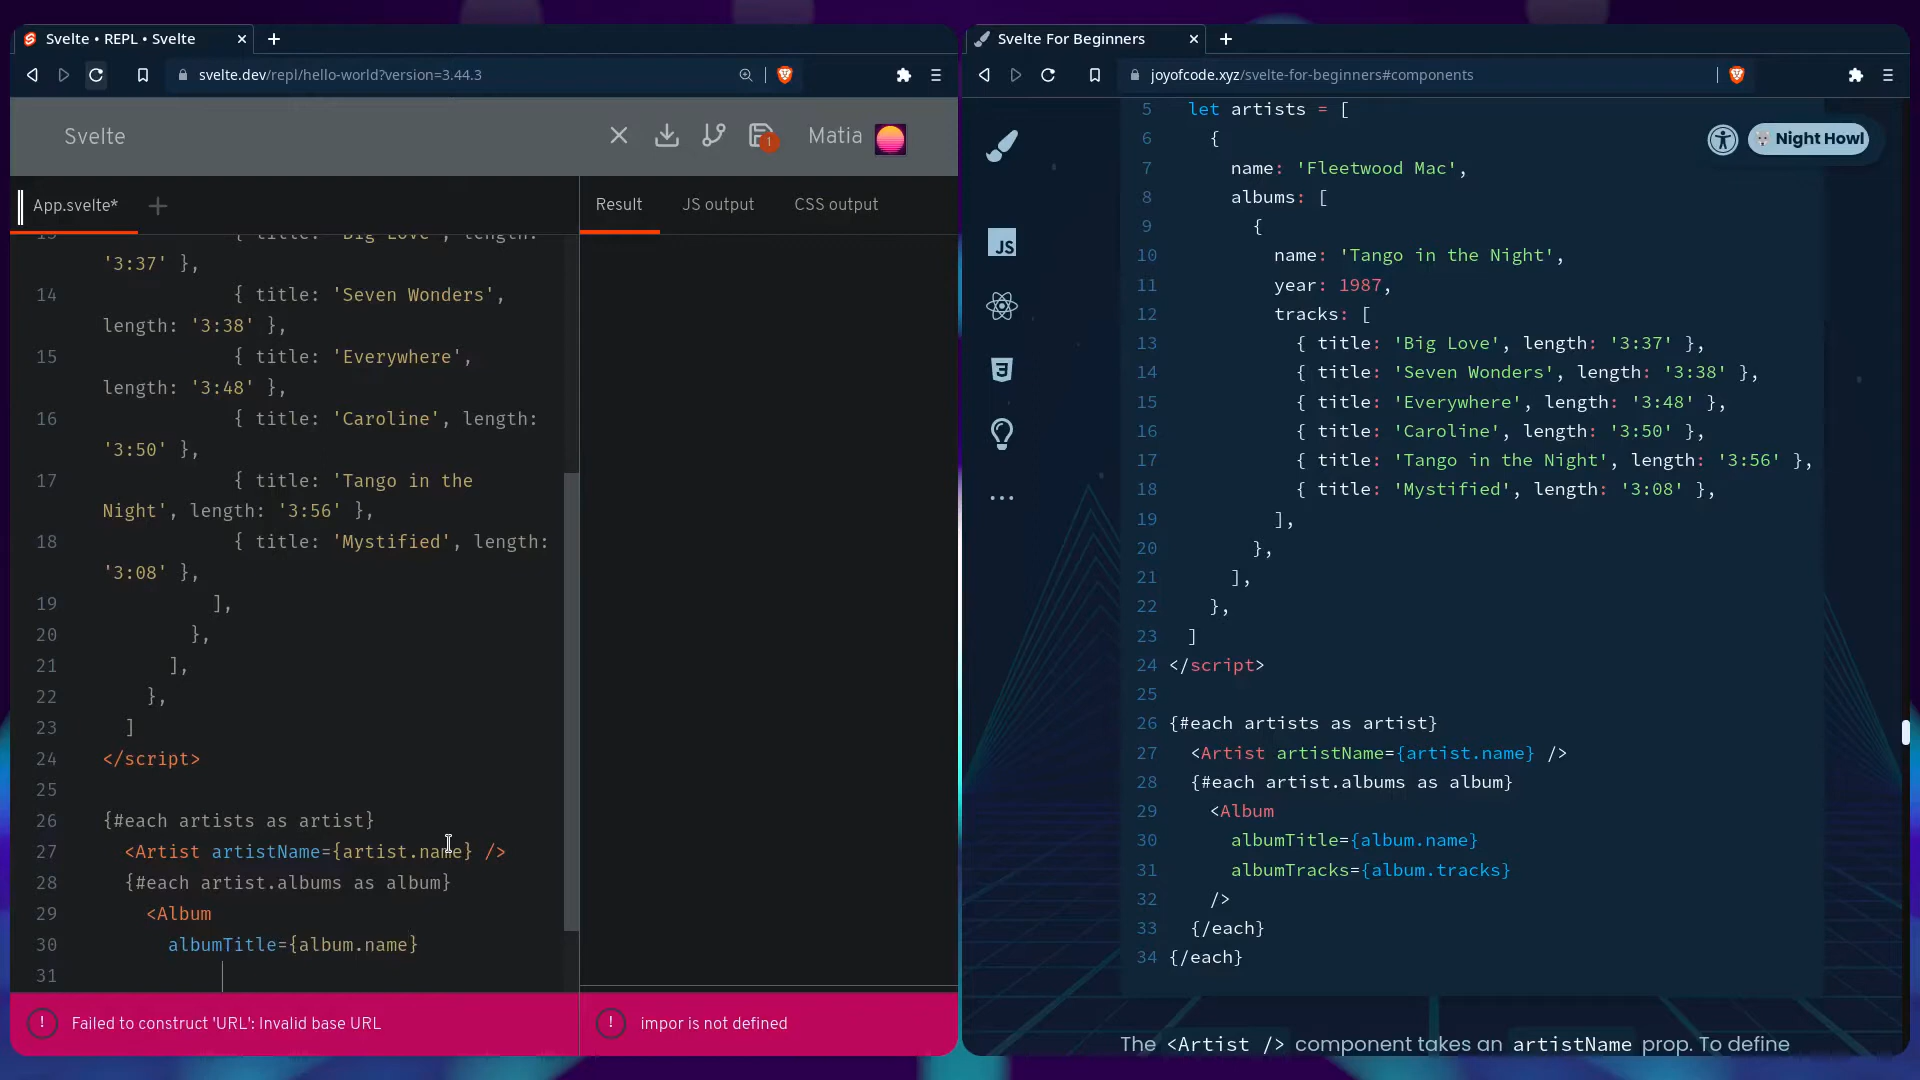 Svelte • REPL • Svelte
svelte.dev/repl/hello-world?version=3.44.3
Svelte
1
Matia
App.svelte*
Result
JS output
CSS output
13 { title: 'Big Love', length:
'3:37' },
14 { title: 'Seven Wonders',
length: '3:38' },
15 { title: 'Everywhere',
length: '3:48' },
16 { title: 'Caroline', length:
'3:50' },
17 { title: 'Tango in the
Night', length: '3:56' },
18 { title: 'Mystified', length:
'3:08' },
19 ],
20 },
21 ],
22 },
23 ]
24 </script>
25
26 {#each artists as artist}
27 <Artist artistName={artist.name} />
28 {#each artist.albums as album}
29 <Album
30 albumTitle={album.name}
31
! Failed to construct 'URL': Invalid base URL
! impor is not defined
Svelte For Beginners
joyofcode.xyz/svelte-for-beginners#components
Night Howl
JS
3
5 let artists = [
6 {
7 name: 'Fleetwood Mac',
8 albums: [
9 {
10 name: 'Tango in the Night',
11 year: 1987,
12 tracks: [
13 { title: 'Big Love', length: '3:37' },
14 { title: 'Seven Wonders', length: '3:38' },
15 { title: 'Everywhere', length: '3:48' },
16 { title: 'Caroline', length: '3:50' },
17 { title: 'Tango in the Night', length: '3:56' },
18 { title: 'Mystified', length: '3:08' },
19 ],
20 },
21 ],
22 },
23 ]
24 </script>
25
26 {#each artists as artist}
27 <Artist artistName={artist.name} />
28 {#each artist.albums as album}
29 <Album
30 albumTitle={album.name}
31 albumTracks={album.tracks}
32 />
33 {/each}
34 {/each}
The <Artist /> component takes an artistName prop. To define